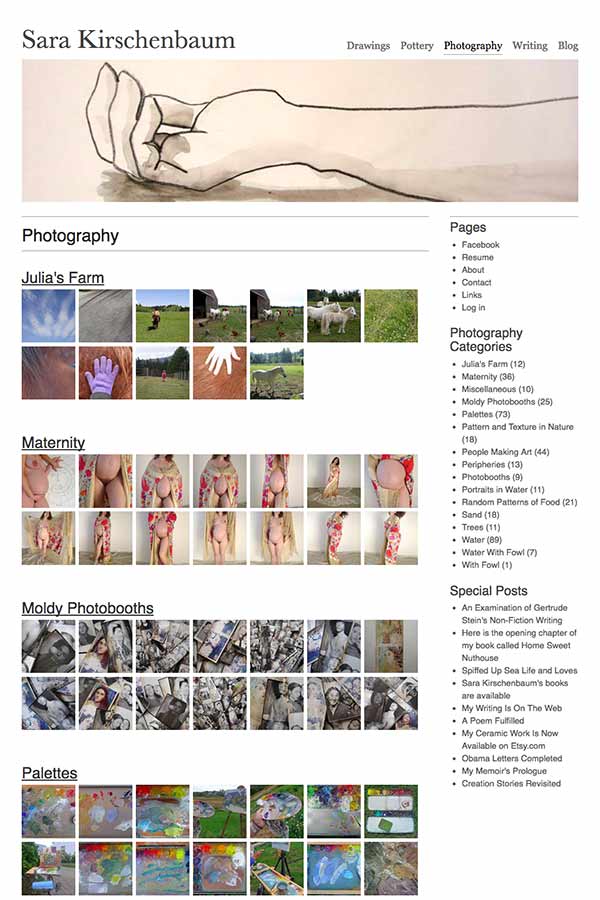 Sara Kirschenbaum
Drawings Pottery Photography Writing Blog
Photography
Julia's Farm
Maternity
Moldy Photobooths
Palettes
Pages
Facebook
Resume
About
Contact
Links
Log in
Photography
Categories
Julia's Farm (12)
Maternity (36)
Miscellaneous (10)
Moldy Photobooths (25)
Palettes (73)
Pattern and Texture in Nature
(18)
People Making Art (44)
Peripheries (13)
Photobooths (9)
Portraits in Water (11)
Random Patterns of Food (21)
Sand (18)
Trees (11)
Water (89)
Water With Fowl (7)
With Fowl (1)
Special Posts
An Examination of Gertrude
Stein's Non-Fiction Writing
Here is the opening chapter of
my book called Home Sweet
Nuthouse
Spiffed Up Sea Life and Loves
Sara Kirschenbaum's books
are available
My Writing Is On The Web
A Poem Fulfilled
My Ceramic Work Is Now
Available on Etsy.com
Obama Letters Completed
My Memoir's Prologue
Creation Stories Revisited